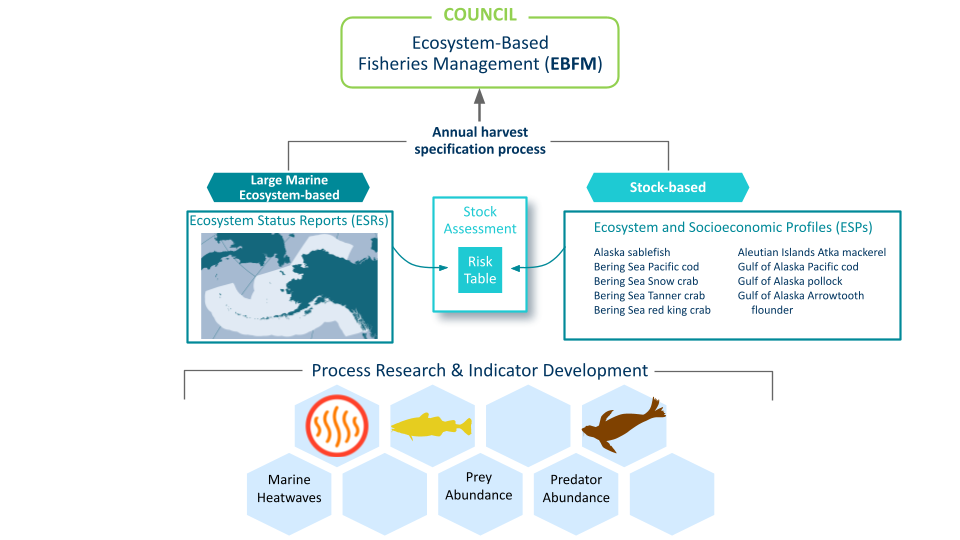 COUNCIL
Ecosystem-Based
Fisheries Management (EBFM)
Annual harvest
specification process
Large Marine
Ecosystem-based
Stock-based
Ecosystem Status Reports (ESRs)
Stock
Assessment
Risk
Table
Ecosystem and Socioeconomic Profiles (ESPs)
Alaska sablefish
Bering Sea Pacific cod
Bering Sea Snow crab
Bering Sea Tanner crab
Bering Sea red king crab
Aleutian Islands Atka mackerel
Gulf of Alaska Pacific cod
Gulf of Alaska pollock
Gulf of Alaska Arrowtooth
flounder
Process Research & Indicator Development
Marine
Heatwaves
Prey
Abundance
Predator
Abundance